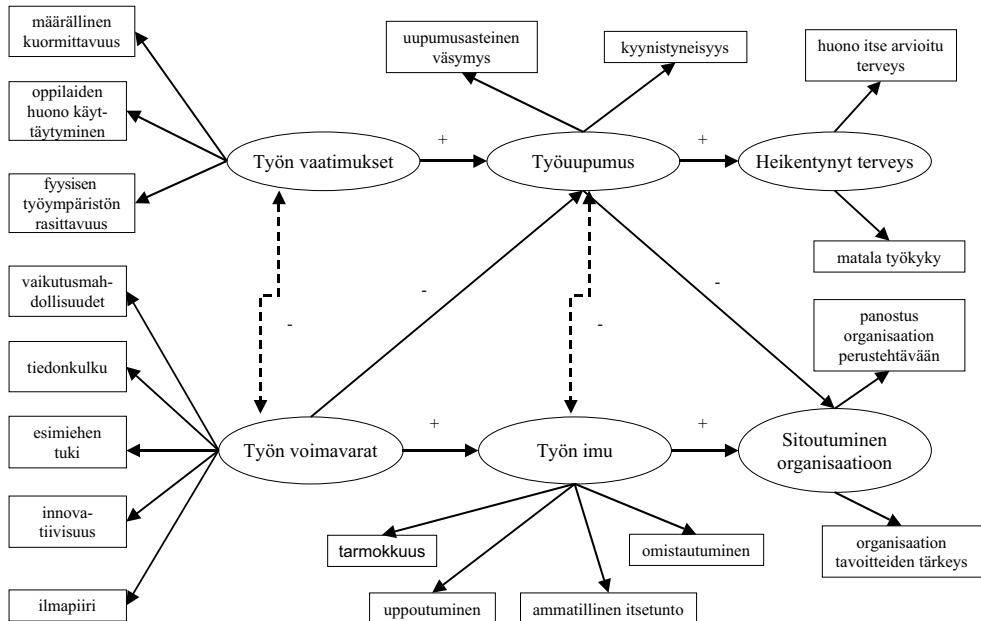 määrällinen
kuormittavuus
oppilaiden
huono käyt-
täytyminen
fyysisen
työympäristön
rasittavuus
vaikutusmah-
dollisuudet
tiedonkulku
esimiehen
tuki
innova-
tiivisuus
ilmapiiri
Työn vaatimukset
+
uupumusasteinen
väsymys
kyynistyneisyys
Työuupumus
+
huono itse arvioitu
terveys
Heikentynyt terveys
matala työkyky
-
-
-
-
panostus
organisaation
perustehtävään
Työn voimavarat
+
Työn imu
+
Sitoutuminen
organisaatioon
tarmokkuus
omistautuminen
uppoutuminen
ammatillinen itsetunto
organisaation
tavoitteiden tärkeys